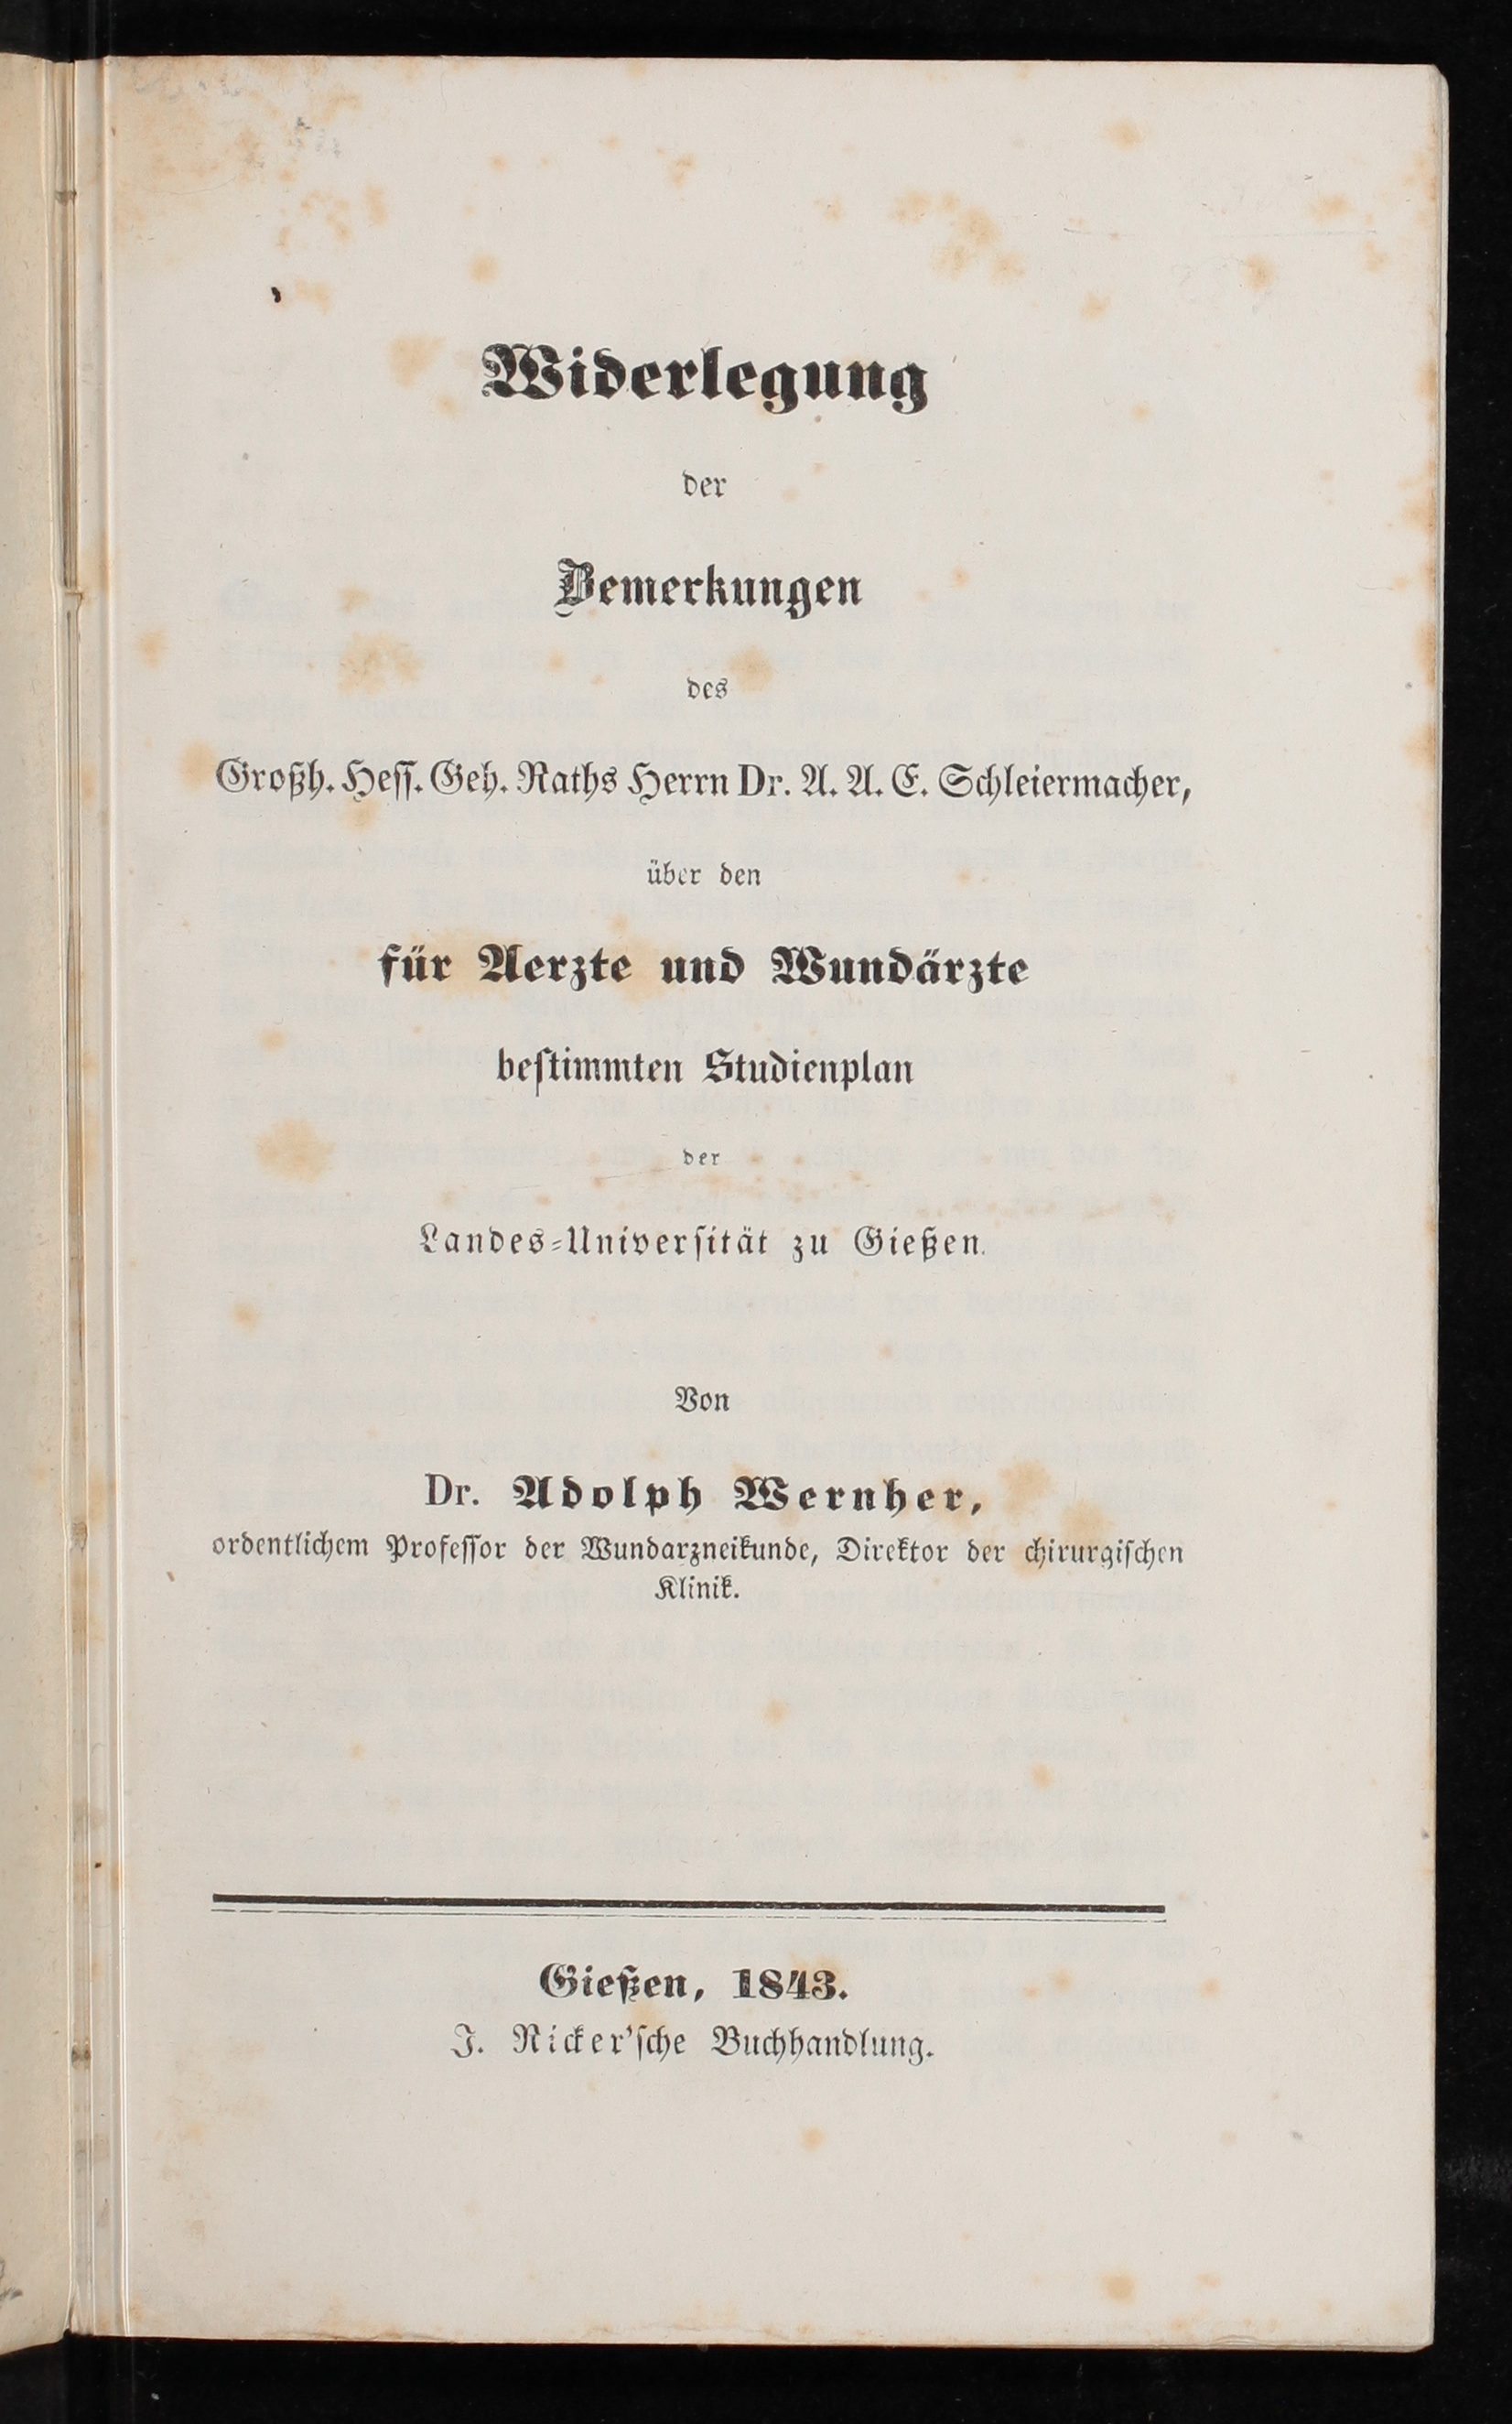 Widerlegung
der
Bemerkungen
des
Großh. Heſſ. Geh. Raths Herrn Dr. A. A. E. Schleiermacher,
über den
für Aerzte und Wundärzte
beſtimmten Studienplan
der
Landes-Univerſität zu Gießen.
Von
Dr. Adolph Wernher,
ordentlichem Profeſſor der Wundarzneikunde, Direktor der chirurgiſchen
Klinik.
Gießen, 1843.
J. Ricker'ſche Buchhandlung.